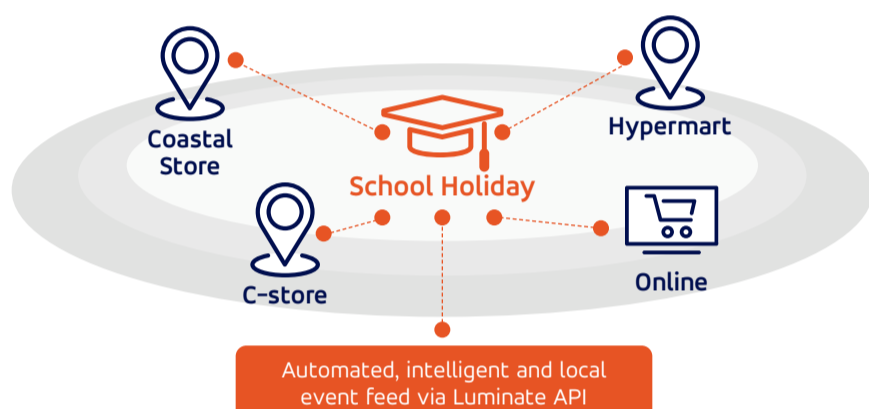 Coastal
Store
Hypermart
School Holiday
C-store
Online
Automated, intelligent and local
event feed via Luminate API